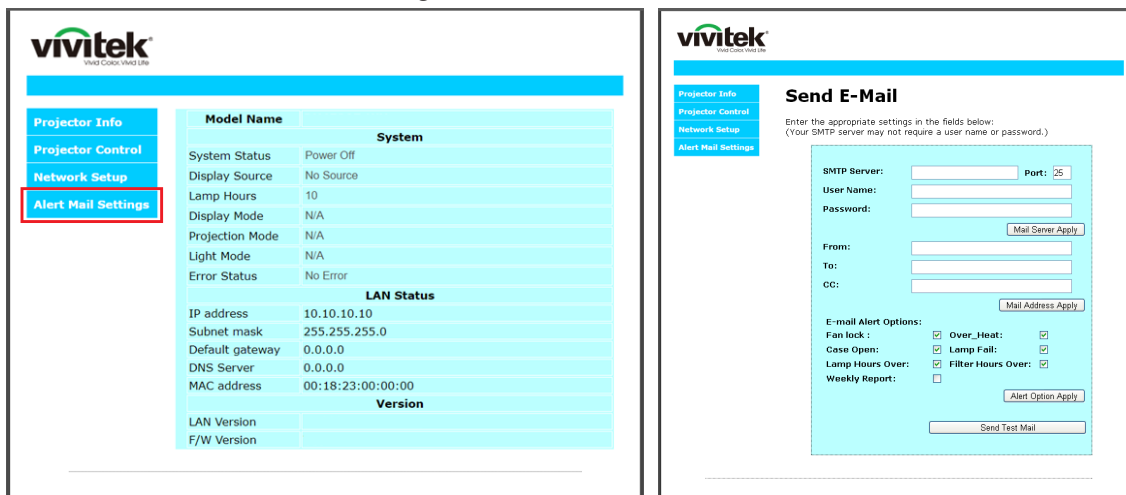 vivitek
Vivid Color, Vivid Life
Projector Info
Projector Control
Network Setup
Alert Mail Settings
Model Name
System
System Status Power Off
Display Source No Source
Lamp Hours 10
Display Mode N/A
Projection Mode N/A
Light Mode N/A
Error Status No Error
LAN Status
IP address 10.10.10.10
Subnet mask 255.255.255.0
Default gateway 0.0.0.0
DNS Server 0.0.0.0
MAC address 00:18:23:00:00:00
Version
LAN Version
F/W Version
vivitek
Vivid Color, Vivid Life
Projector Info
Projector Control
Network Setup
Alert Mail Settings
Send E-Mail
Enter the appropriate settings in the fields below:
(Your SMTP server may not require a user name or password.)
SMTP Server: Port: 25
User Name:
Password:
Mail Server Apply
From:
To:
CC:
Mail Address Apply
E-mail Alert Options:
Fan lock : Over_Heat:
Case Open: Lamp Fail:
Lamp Hours Over: Filter Hours Over:
Weekly Report:
Alert Option Apply
Send Test Mail